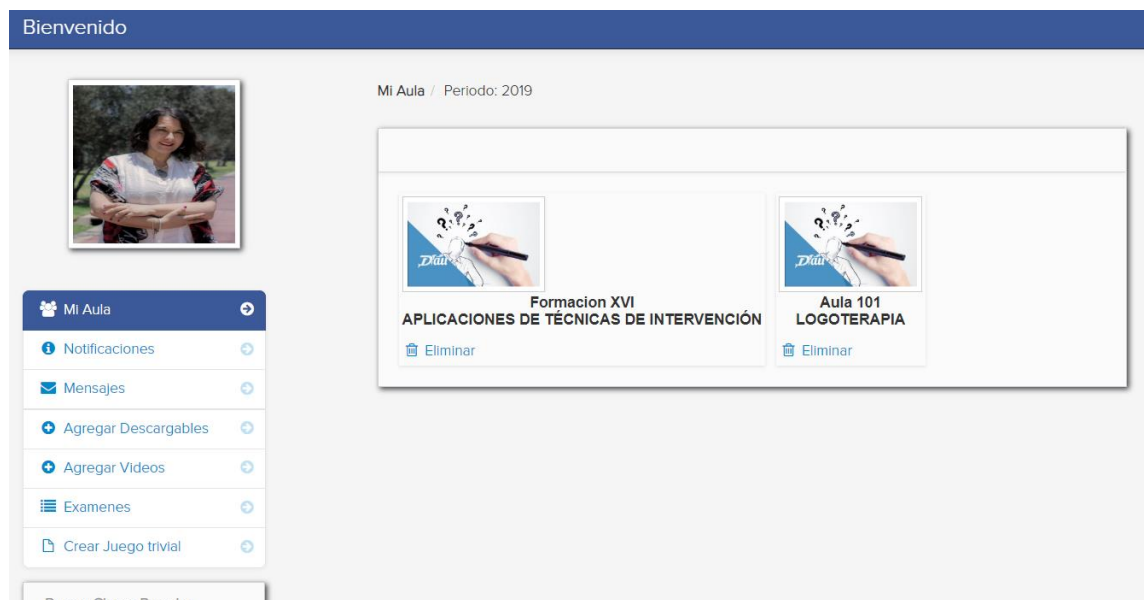 Bienvenido
Mi Aula / Periodo: 2019
Formacion XVI
APLICACIONES DE TÉCNICAS DE INTERVENCIÓN
Eliminar
Aula 101
LOGOTERAPIA
Eliminar
Mi Aula
Notificaciones
Mensajes
Agregar Descargables
Agregar Videos
Examenes
Crear Juego trivial